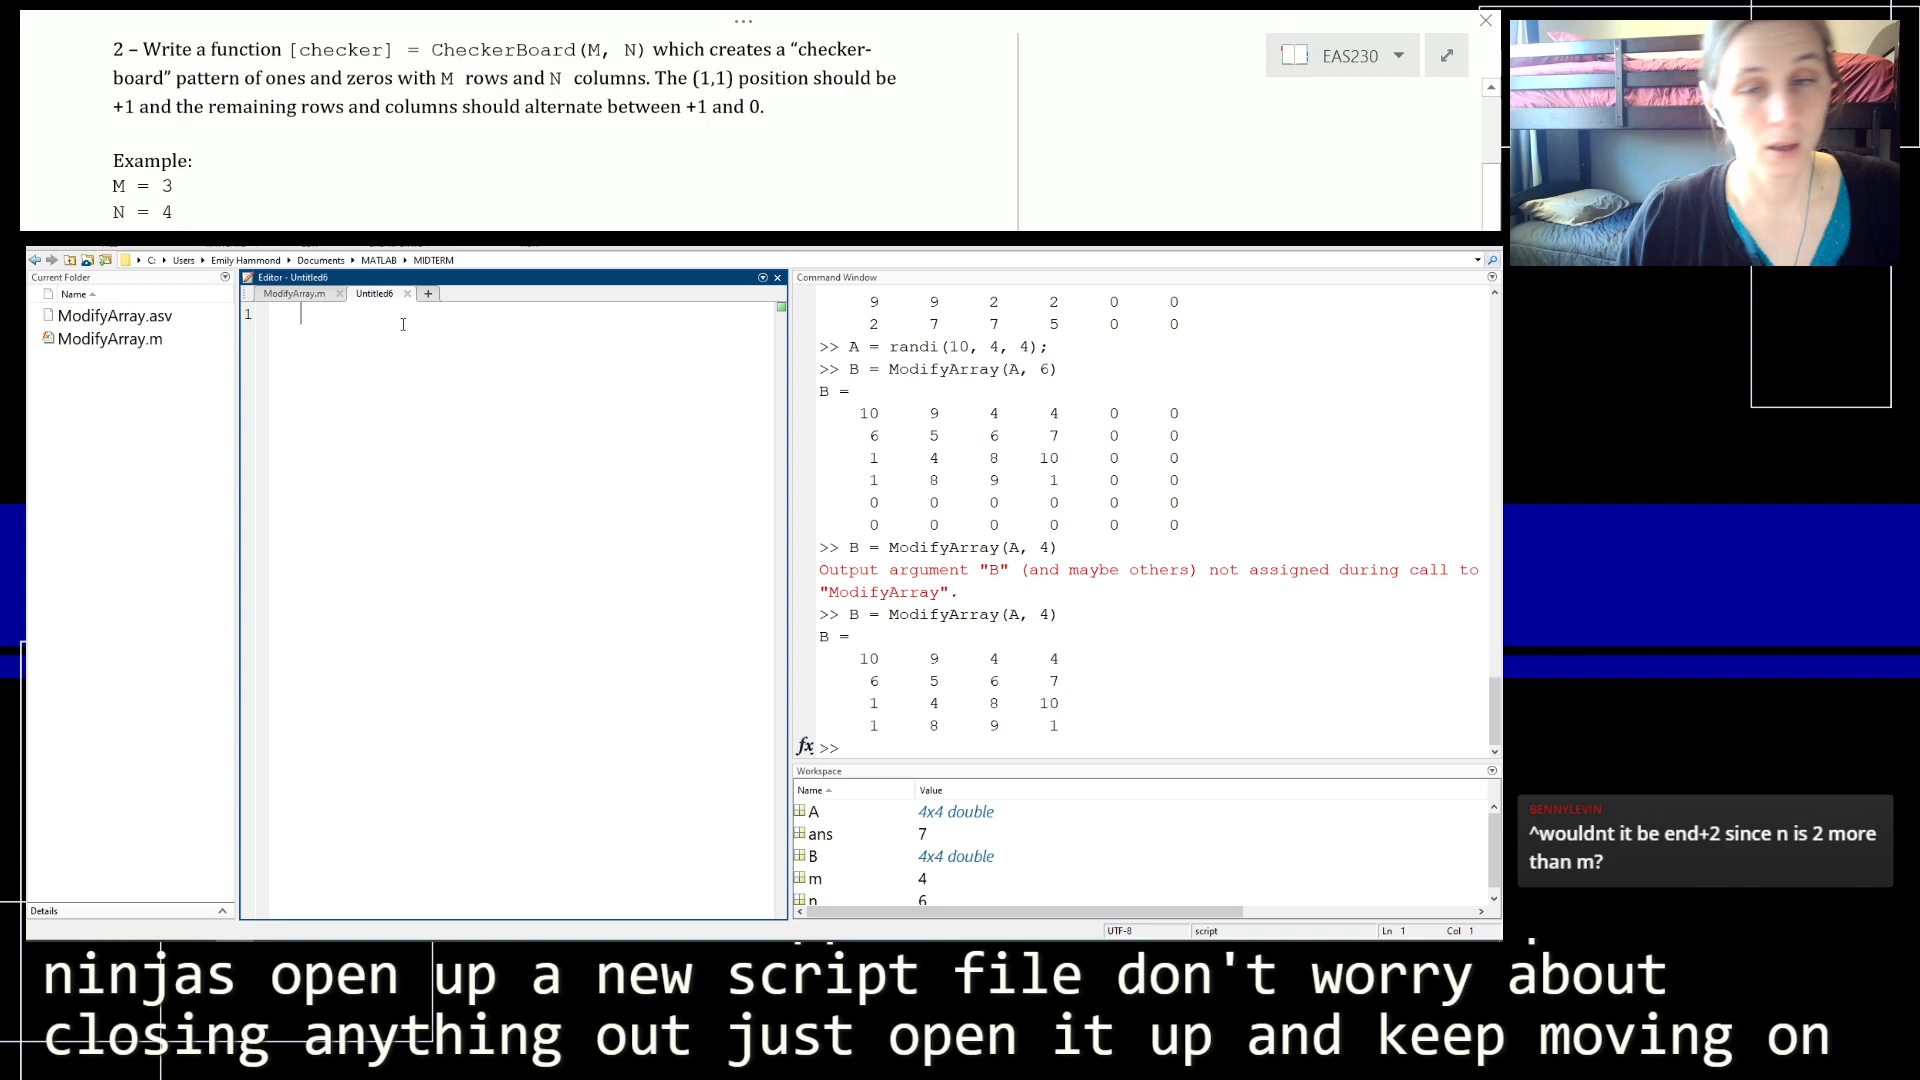 2 – Write a function [checker] = CheckerBoard(M, N) which creates a “checker-
board” pattern of ones and zeros with M rows and N columns. The (1,1) position should be
+1 and the remaining rows and columns should alternate between +1 and 0.
Example:
M = 3
N = 4
EAS230
C: Users Emily Hammond Documents MATLAB MIDTERM
Current Folder
Name
ModifyArray.asv
ModifyArray.m
Details
Editor - Untitled6
ModifyArray.m Untitled6 +
1
Command Window
9 9 2 2 0 0
2 7 7 5 0 0
>> A = randi(10, 4, 4);
>> B = ModifyArray(A, 6)
B =
10 9 4 4 0 0
6 5 6 7 0 0
1 4 8 10 0 0
1 8 9 1 0 0
0 0 0 0 0 0
0 0 0 0 0 0
>> B = ModifyArray(A, 4)
Output argument "B" (and maybe others) not assigned during call to
"ModifyArray".
>> B = ModifyArray(A, 4)
B =
10 9 4 4
6 5 6 7
1 4 8 10
1 8 9 1
fx >>
Workspace
Name Value
A 4x4 double
ans 7
B 4x4 double
m 4
n 6
UTF-8 script Ln 1 Col 1
BENNYLEVIN
^wouldnt it be end+2 since n is 2 more
than m?
ninjas open up a new script file don't worry about
closing anything out just open it up and keep moving on